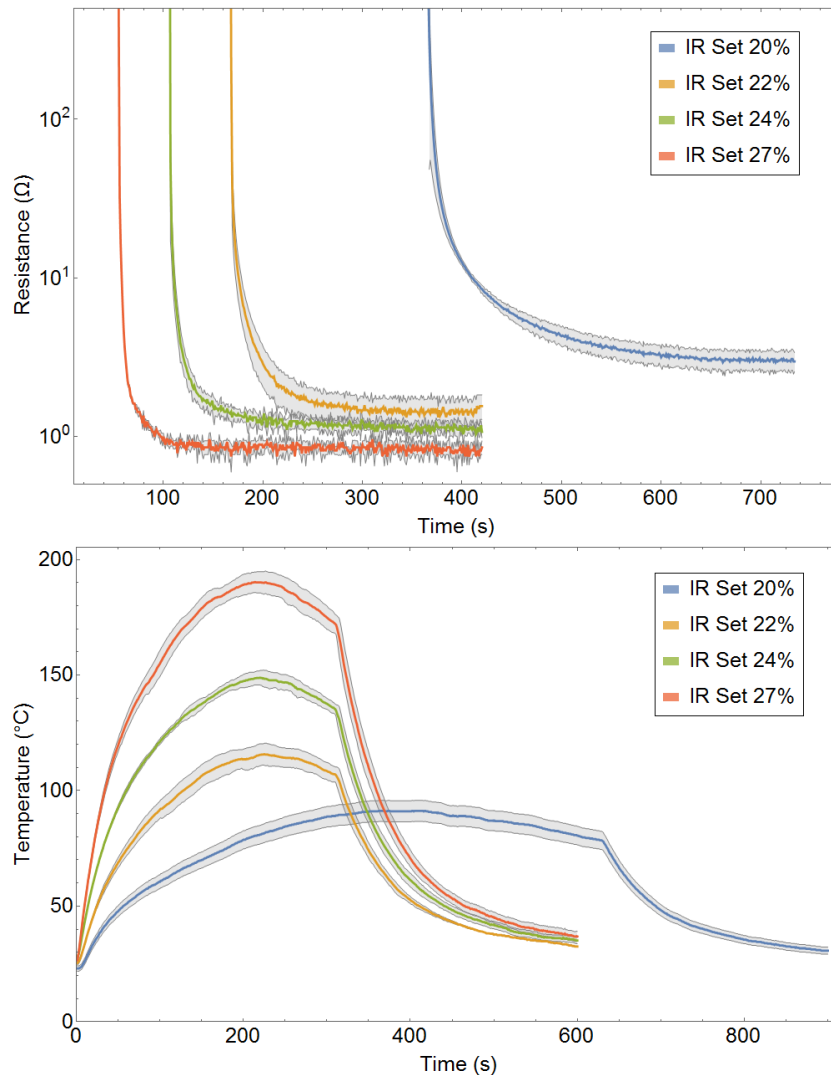 IR Set 20%
IR Set 22%
IR Set 24%
IR Set 27%
10²
10¹
10⁰
Resistance (Ω)
100 200 300 400 500 600 700
Time (s)
200
150
100
50
0
Temperature (°C)
IR Set 20%
IR Set 22%
IR Set 24%
IR Set 27%
0 200 400 600 800
Time (s)